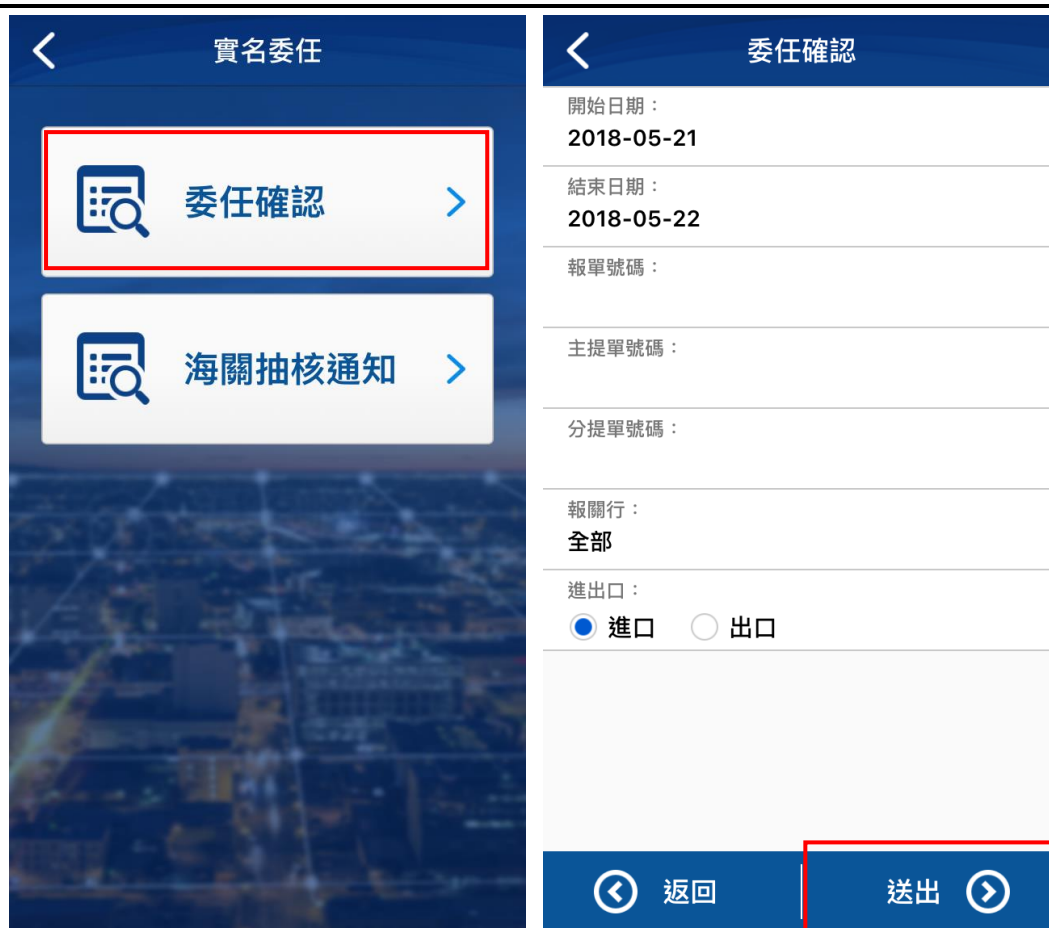 實名委任
委任確認
海關抽核通知
委任確認
開始日期：
2018-05-21
結束日期：
2018-05-22
報單號碼：
主提單號碼：
分提單號碼：
報關行：
全部
進出口：
進口 出口
返回 送出